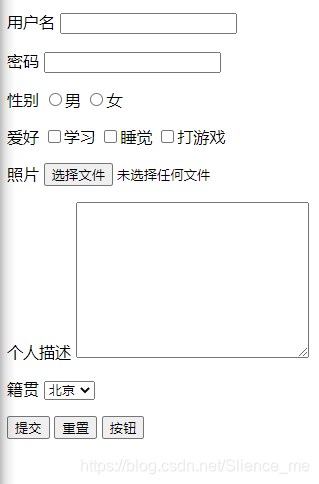 用户名
密码
性别 男 女
爱好 学习 睡觉 打游戏
照片 选择文件 未选择任何文件
个人描述
籍贯 北京
提交 重置 按钮
https://blog.csdn.net/Slience_me